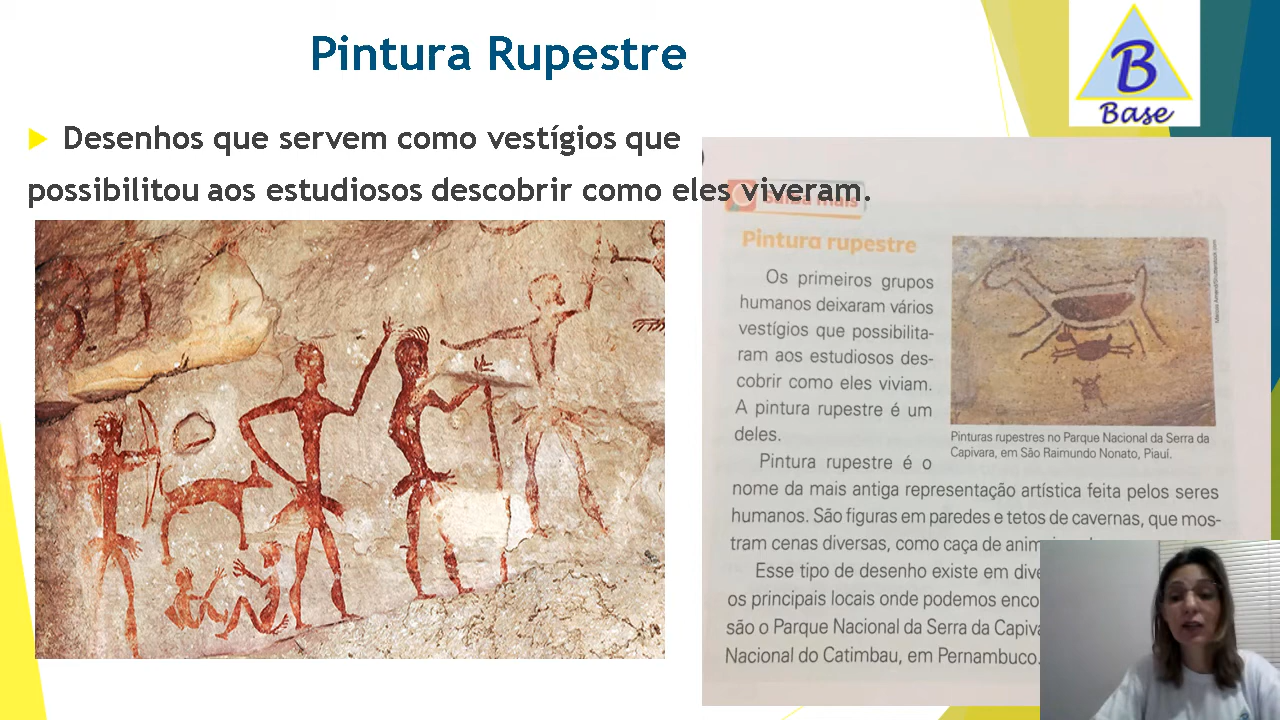 Pintura Rupestre
B
Base
Desenhos que servem como vestígios que
possibilitou aos estudiosos descobrir como eles viveram.
Saiba mais
Pintura rupestre
Os primeiros grupos
humanos deixaram vários
vestígios que possibilita-
ram aos estudiosos des-
cobrir como eles viviam.
A pintura rupestre é um
deles.
Pinturas rupestres no Parque Nacional da Serra da
Capivara, em São Raimundo Nonato, Piauí.
Pintura rupestre é o
nome da mais antiga representação artística feita pelos seres
humanos. São figuras em paredes e tetos de cavernas, que mos-
tram cenas diversas, como caça de
Esse tipo de desenho existe em
os principais locais onde podemos
são o Parque Nacional da Serra da
Nacional do Catimbau, em Pernambuco.